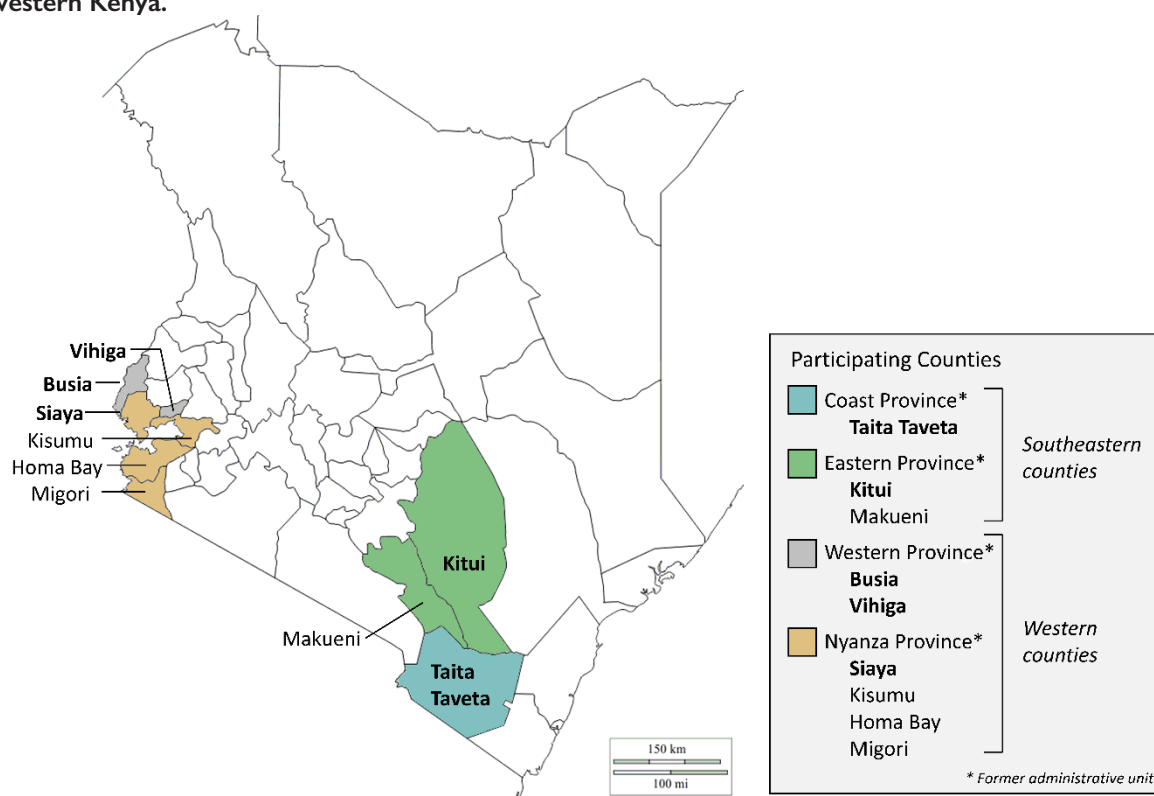 Western Kenya.
Vihiga
Busia
Siaya
Kisumu
Homa Bay
Migori
Kitui
Makueni
Taita
Taveta
150 km
100 mi
Participating Counties
Coast Province*
Taita Taveta
Eastern Province*
Kitui
Makueni
Southeastern
counties
Western Province*
Busia
Vihiga
Nyanza Province*
Siaya
Kisumu
Homa Bay
Migori
Western
counties
* Former administrative unit